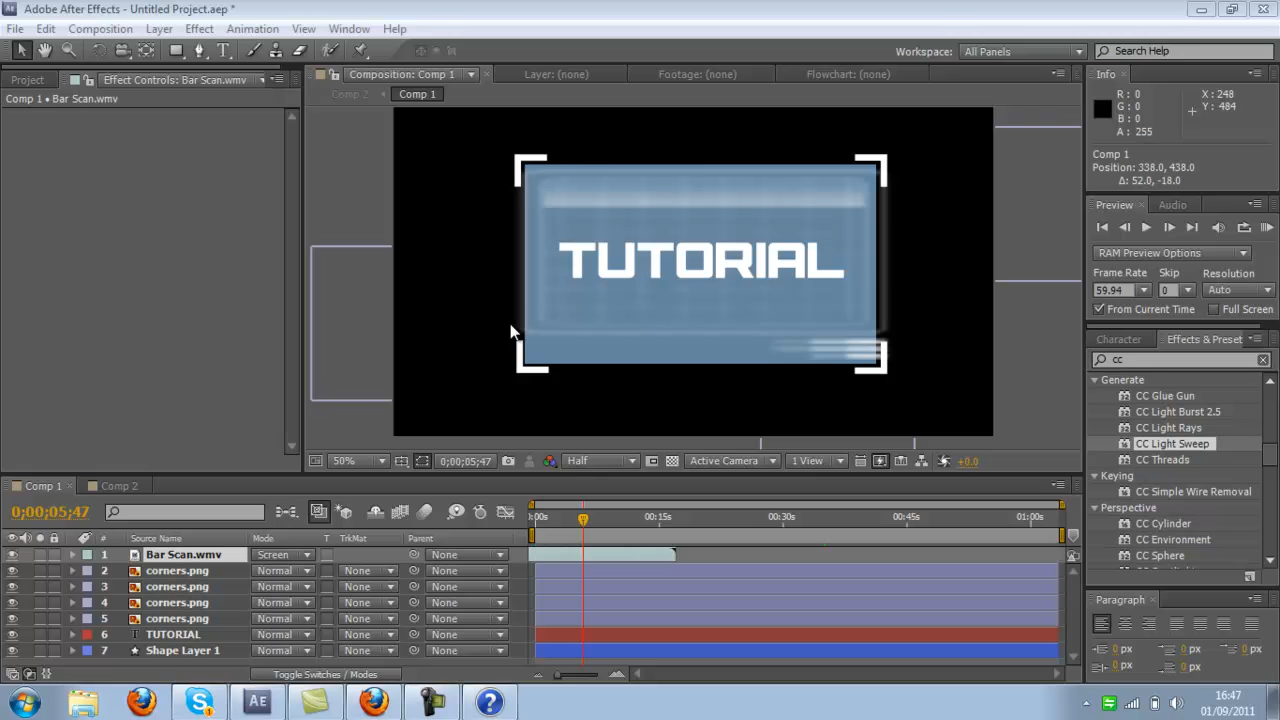 Adobe After Effects - Untitled Project.aep *
File Edit Composition Layer Effect Animation View Window Help
Workspace: All Panels Search Help
Project Effect Controls: Bar Scan.wmv Composition: Comp 1 Layer: (none) Footage: (none) Flowchart: (none) Info
Comp 1 • Bar Scan.wmv Comp 2 Comp 1
R: 0 X: 248
G: 0 Y: 484
B: 0
A: 255
Comp 1
Position: 338.0, 438.0
Δ: 52.0, -18.0
Preview Audio
RAM Preview Options
Frame Rate Skip Resolution
59.94 0 Auto
From Current Time Full Screen
Character Effects & Preset
cc
Generate
CC Glue Gun
CC Light Burst 2.5
CC Light Rays
CC Light Sweep
CC Threads
Keying
CC Simple Wire Removal
Perspective
CC Cylinder
CC Environment
CC Sphere
TUTORIAL
50% 0;00;05;47 Half Active Camera 1 View +0.0
Comp 1 Comp 2
0;00;05;47 0:00s 00:15s 00:30s 00:45s 01:00s
# Source Name Mode T TrkMat Parent
1 Bar Scan.wmv Screen None
2 corners.png Normal None None
3 corners.png Normal None None
4 corners.png Normal None None
5 corners.png Normal None None
6 T TUTORIAL Normal None None
7 Shape Layer 1 Normal None None
Toggle Switches / Modes
Paragraph
0 px 0 px 0 px
0 px 0 px
16:47
01/09/2011